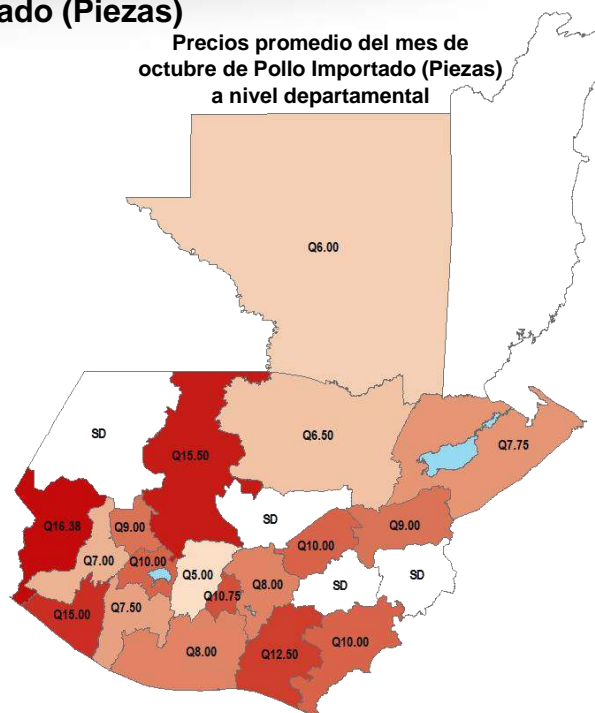 ado (Piezas)
Precios promedio del mes de
octubre de Pollo Importado (Piezas)
a nivel departamental
Q6.00
SD
Q15.50
Q6.50
Q7.75
Q16.38
Q9.00
SD
Q10.00
Q9.00
Q7.00
Q10.00
Q5.00
Q10.75
Q8.00
SD
SD
Q15.00
Q7.50
Q8.00
Q12.50
Q10.00